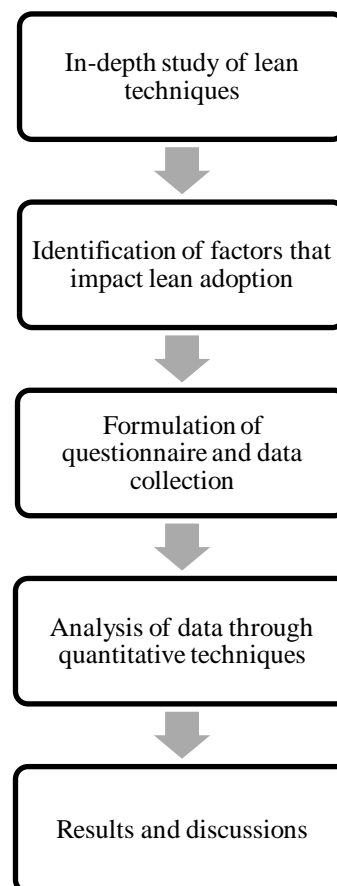 In-depth study of lean
techniques
Identification of factors that
impact lean adoption
Formulation of
questionnaire and data
collection
Analysis of data through
quantitative techniques
Results and discussions